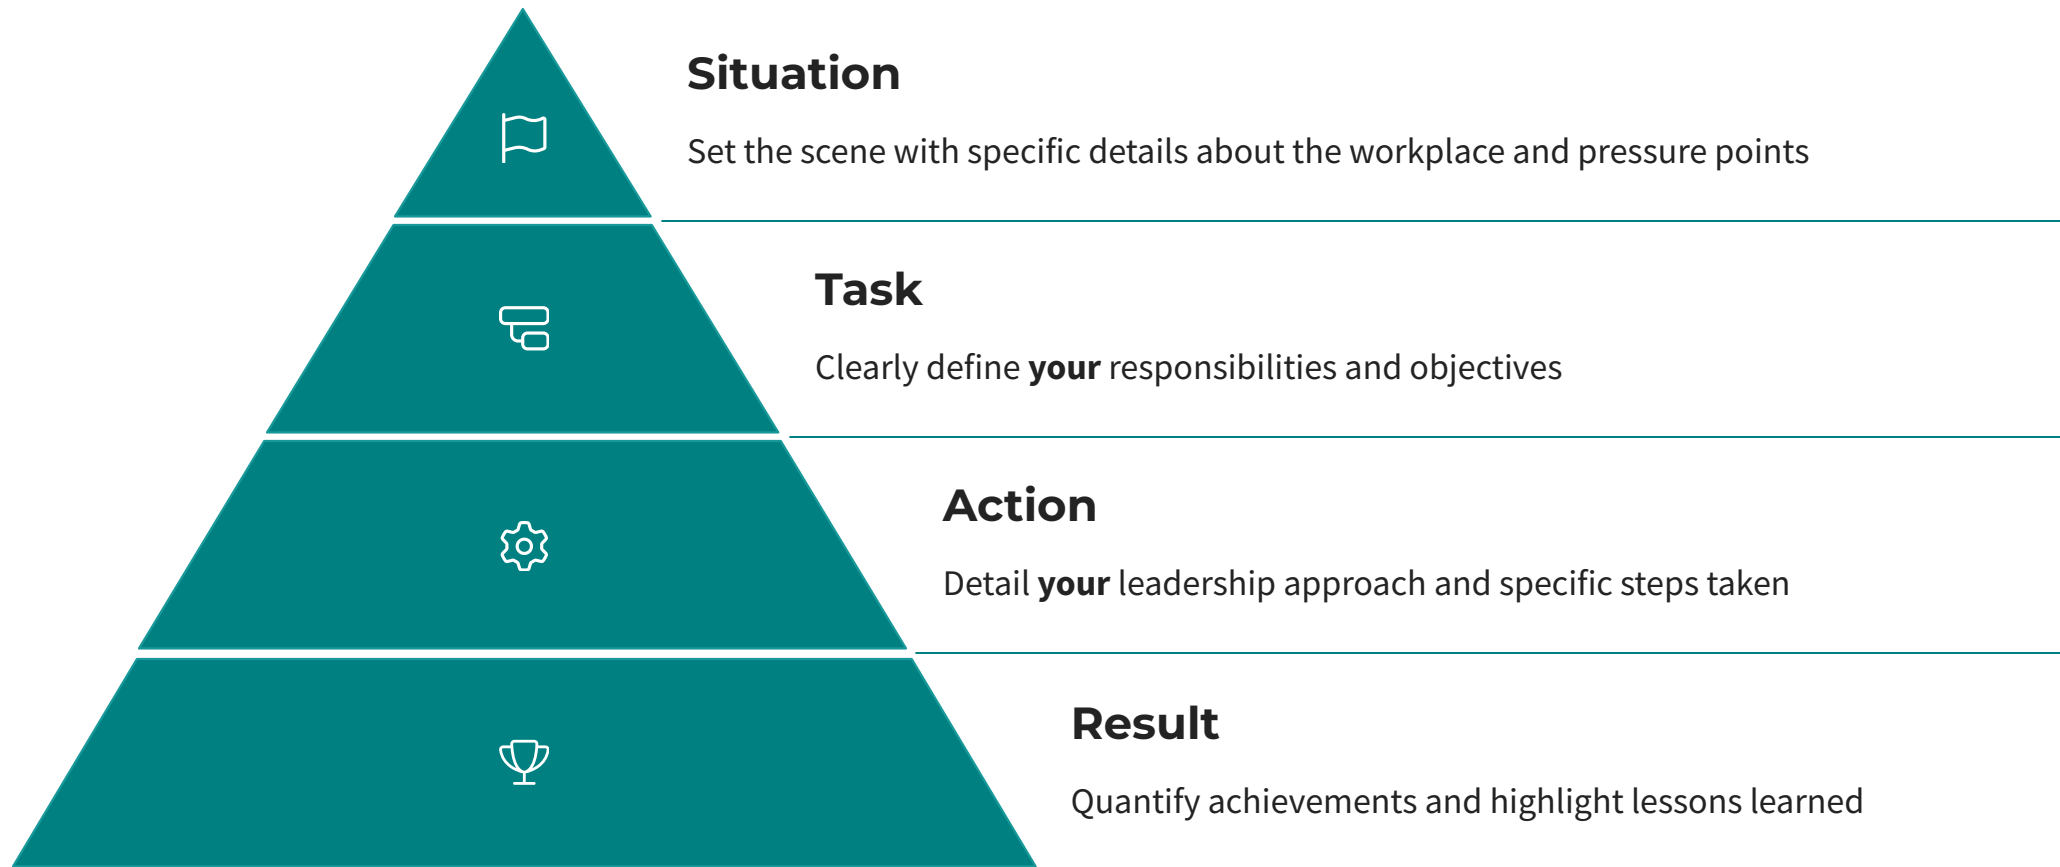 Situation
Set the scene with specific details about the workplace and pressure points
Task
Clearly define your responsibilities and objectives
Action
Detail your leadership approach and specific steps taken
Result
Quantify achievements and highlight lessons learned